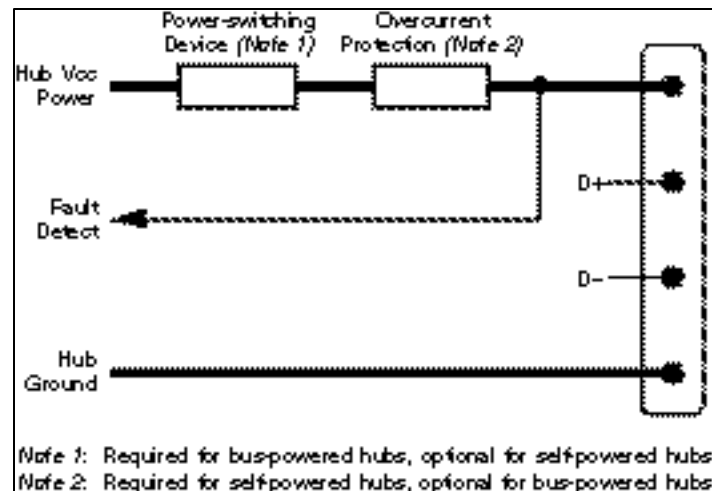 Power-switching
Device (Note 1)
Overcurrent
Protection (Note 2)
Hub Vcc
Power
D+
Fault
Detect
D−
Hub
Ground
Note 1: Required for bus-powered hubs, optional for self-powered hubs
Note 2: Required for self-powered hubs, optional for bus-powered hubs